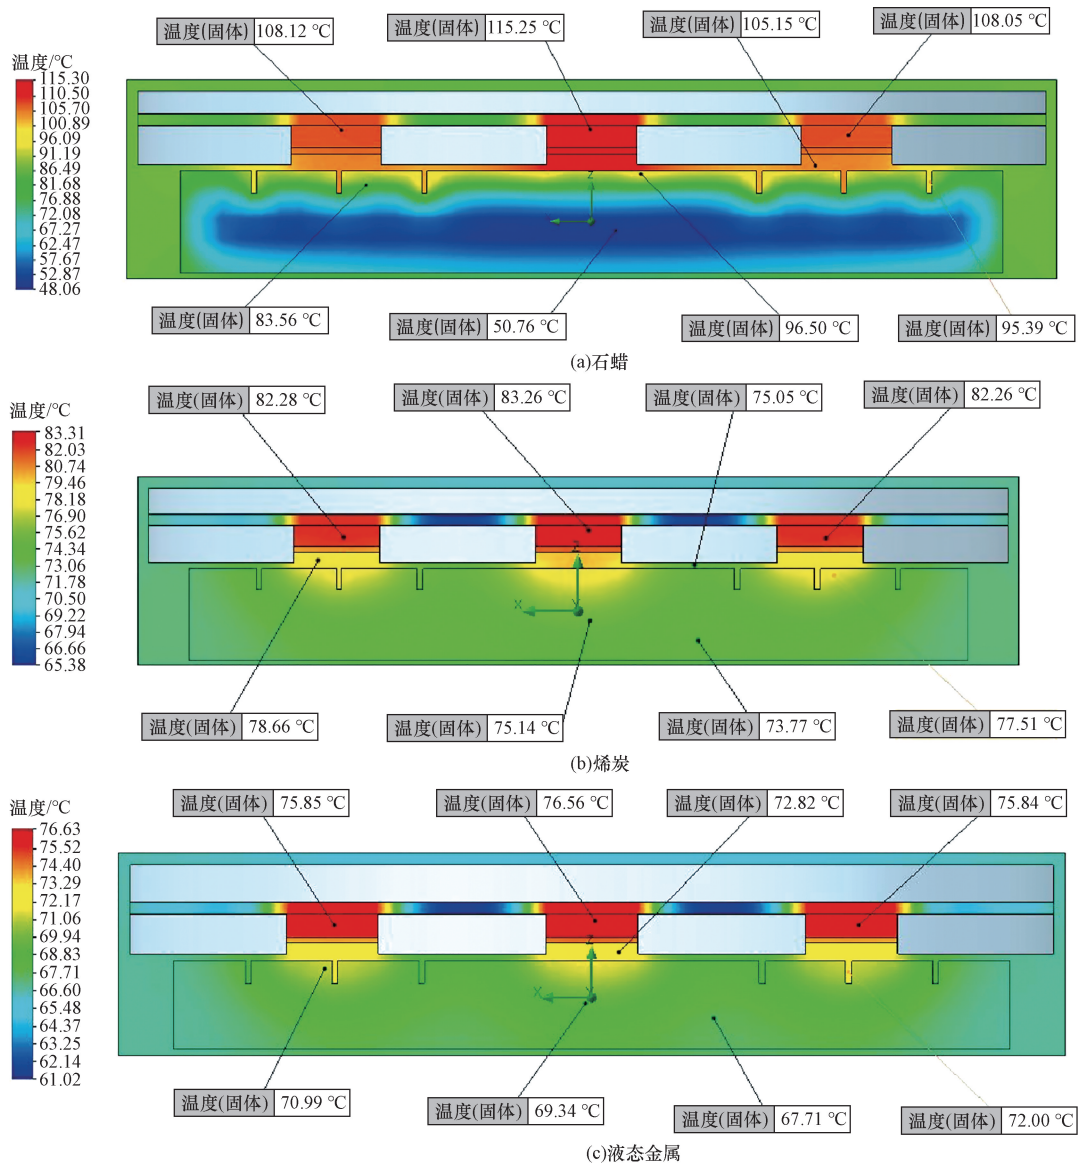 温度(固体) 108.12 ℃
温度(固体) 115.25 ℃
温度(固体) 105.15 ℃
温度(固体) 108.05 ℃
温度/℃
115.30
110.50
105.70
100.89
96.09
91.19
86.49
81.68
76.88
72.08
67.27
62.47
57.67
52.87
48.06
Z
温度(固体) 83.56 ℃
温度(固体) 50.76 ℃
温度(固体) 96.50 ℃
温度(固体) 95.39 ℃
(a)石蜡
温度(固体) 82.28 ℃
温度(固体) 83.26 ℃
温度(固体) 75.05 ℃
温度(固体) 82.26 ℃
温度/℃
83.31
82.03
80.74
79.46
78.18
76.90
75.62
74.34
73.06
71.78
70.50
69.22
67.94
66.66
65.38
Z
X
Y
温度(固体) 78.66 ℃
温度(固体) 75.14 ℃
温度(固体) 73.77 ℃
温度(固体) 77.51 ℃
(b)烯炭
温度(固体) 75.85 ℃
温度(固体) 76.56 ℃
温度(固体) 72.82 ℃
温度(固体) 75.84 ℃
温度/℃
76.63
75.52
74.40
73.29
72.17
71.06
69.94
68.83
67.71
66.60
65.48
64.37
63.25
62.14
61.02
Z
X
Y
温度(固体) 70.99 ℃
温度(固体) 69.34 ℃
温度(固体) 67.71 ℃
温度(固体) 72.00 ℃
(c)液态金属